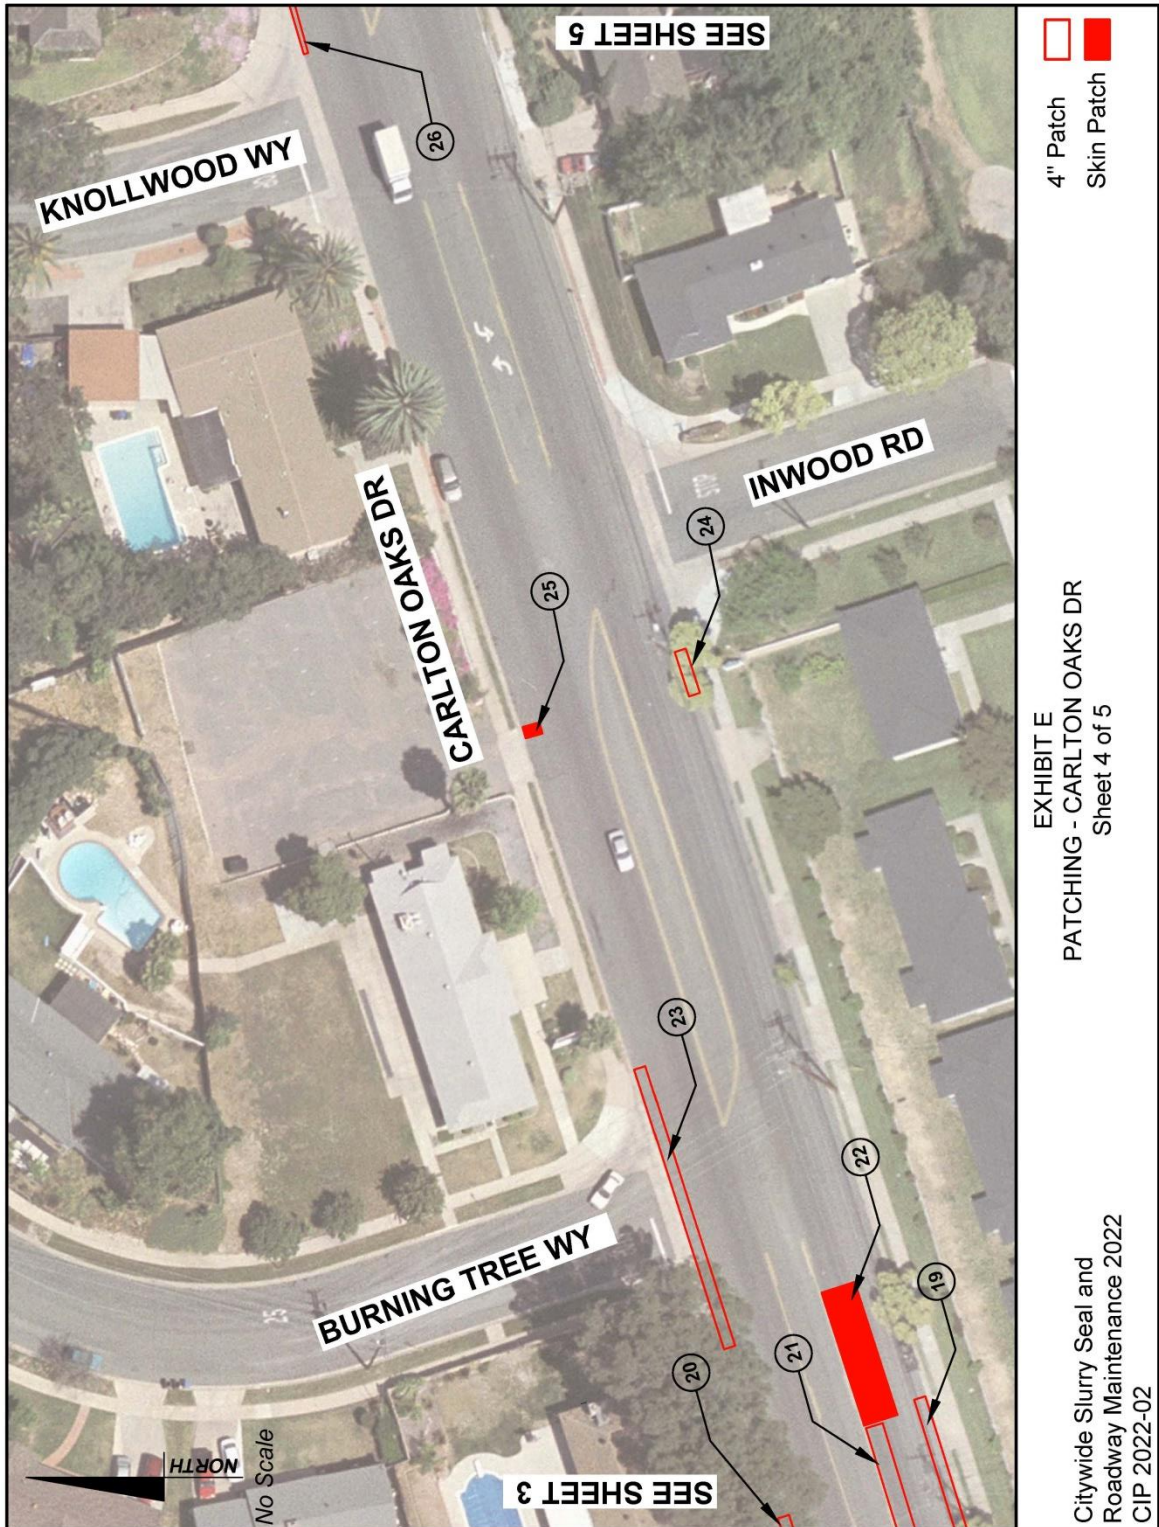 SEE SHEET 5
KNOLLWOOD WY
26
CARLTON OAKS DR
INWOOD RD
25
24
23
22
BURNING TREE WY
21
20
19
NORTH
No Scale
SEE SHEET 3
4" Patch
Skin Patch
EXHIBIT E
PATCHING - CARLTON OAKS DR
Sheet 4 of 5
Citywide Slurry Seal and
Roadway Maintenance 2022
CIP 2022-02